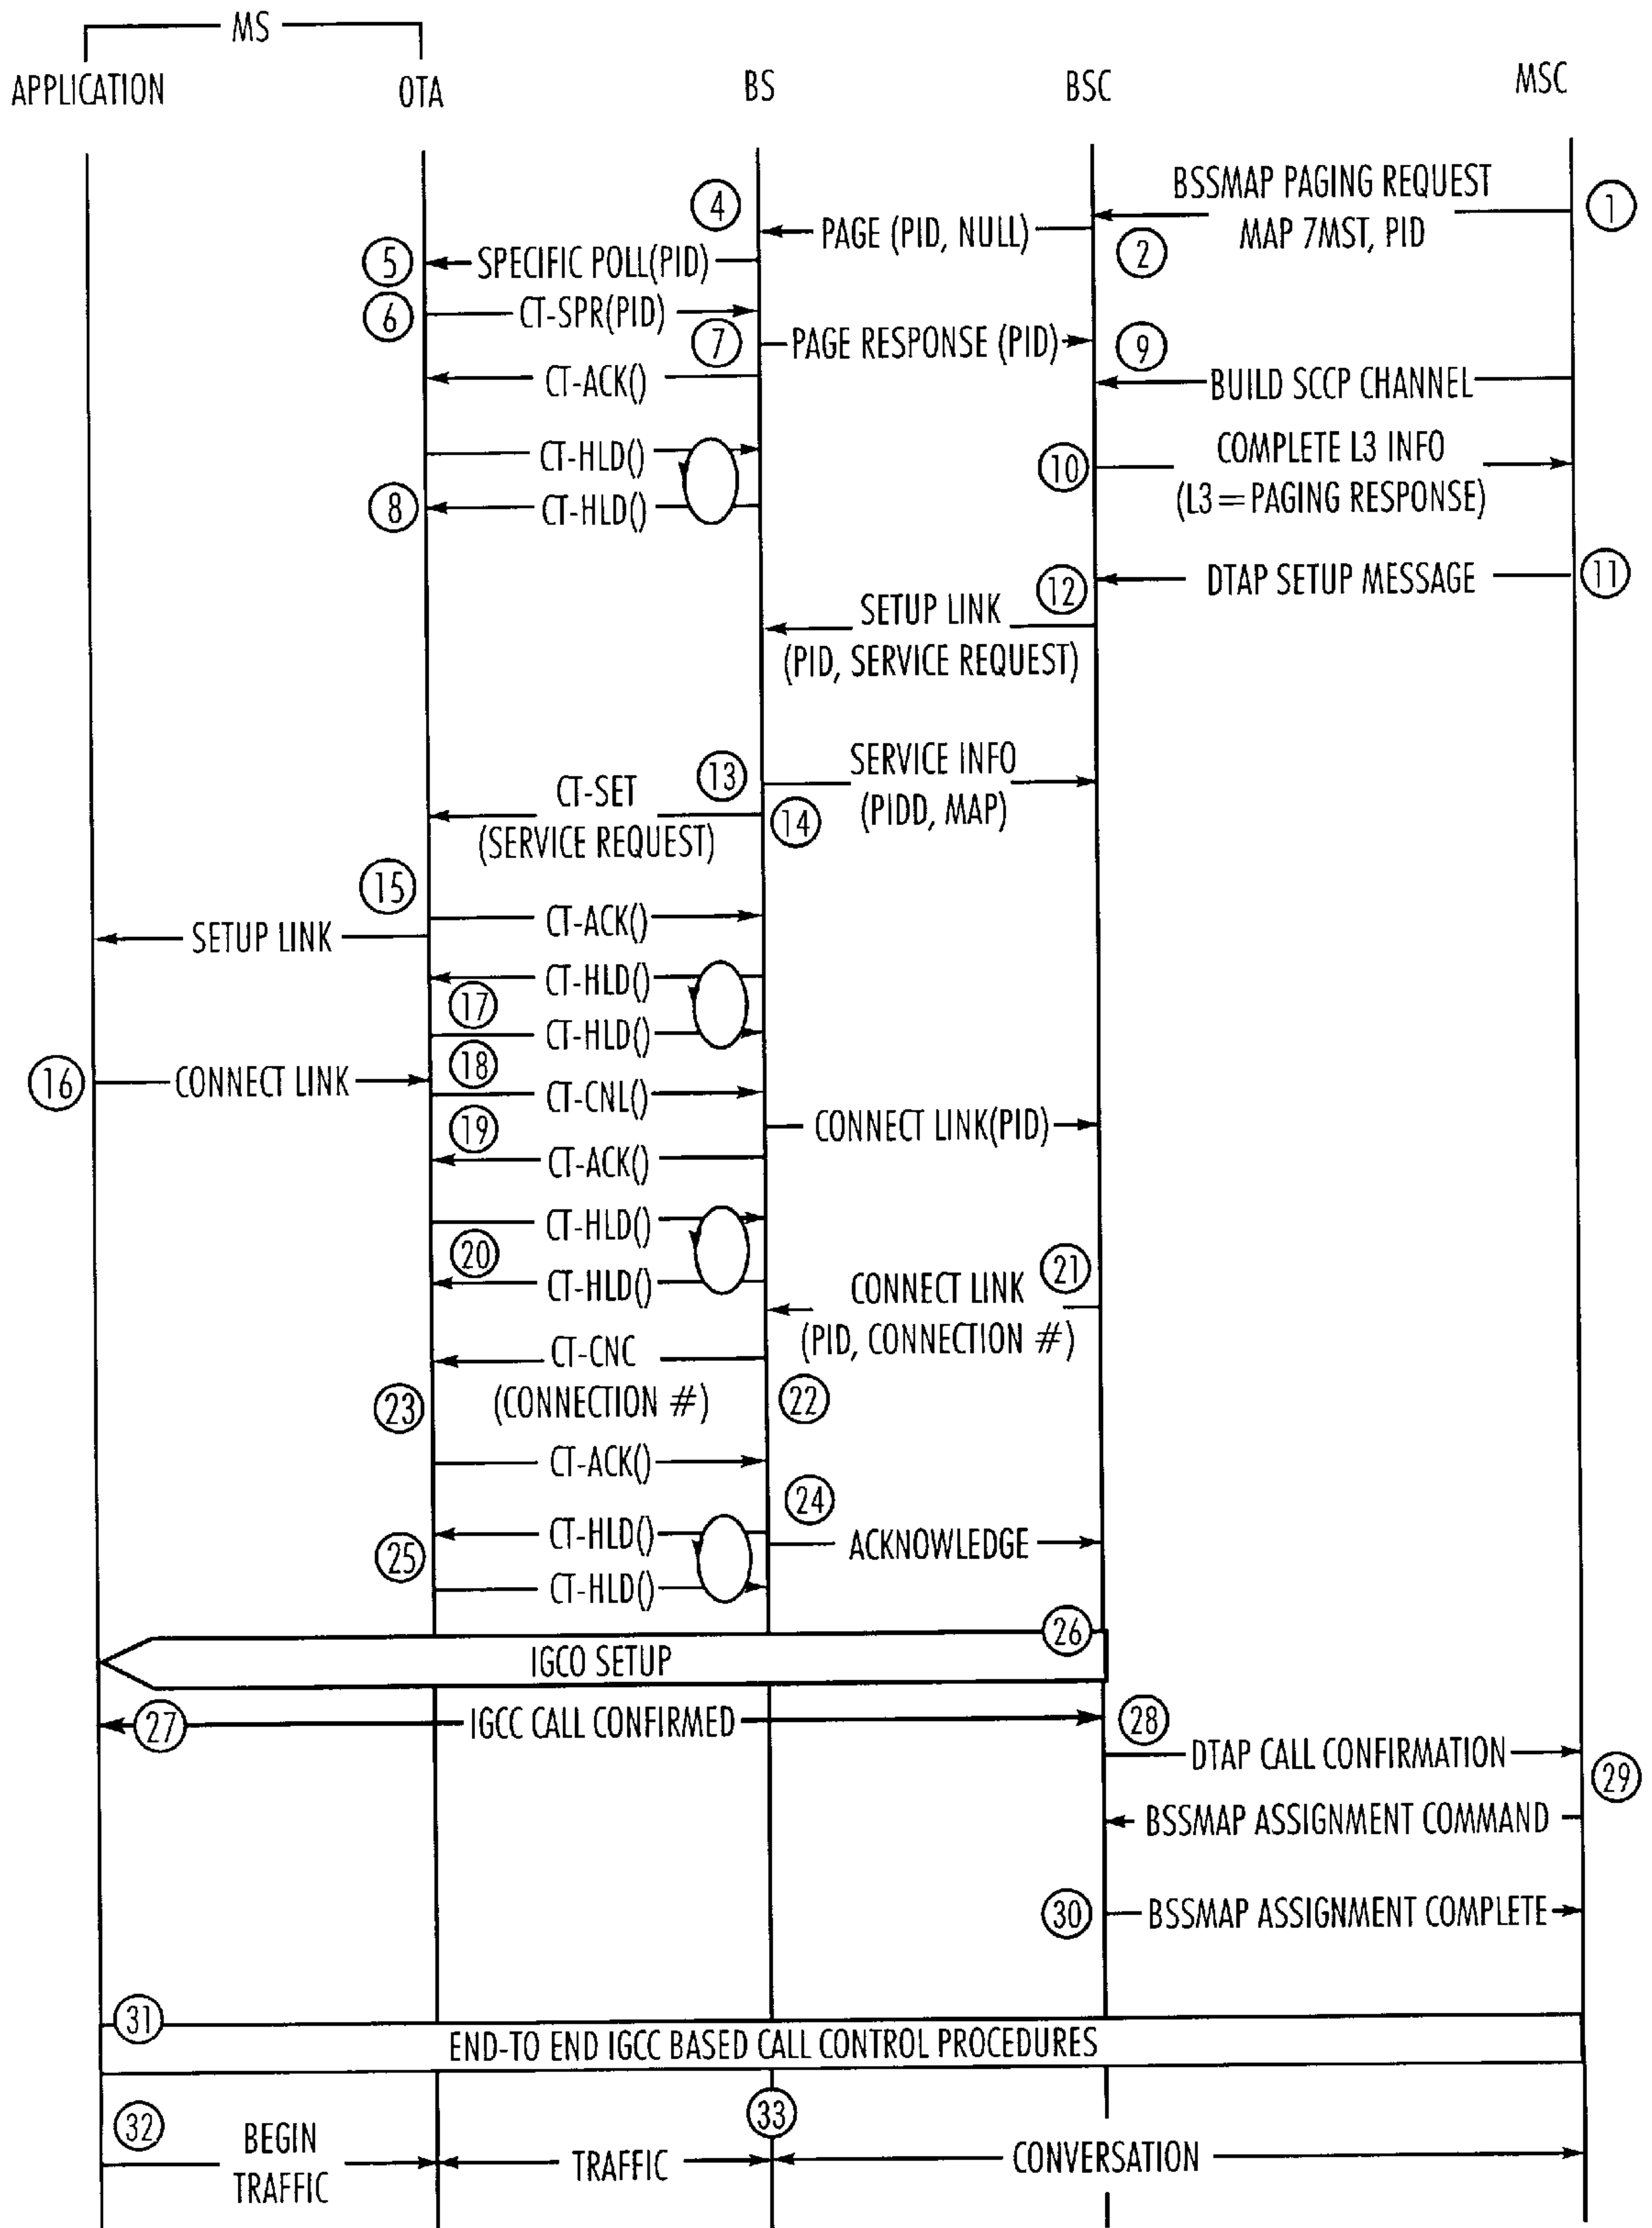 MS
APPLICATION OTA BS BSC MSC
BSSMAP PAGING REQUEST
MAP 7MST, PID
1
4
PAGE (PID, NULL)
2
5
SPECIFIC POLL(PID)
6
CT-SPR(PID)
7
PAGE RESPONSE (PID)
9
CT-ACK()
BUILD SCCP CHANNEL
CT-HLD()
10
COMPLETE L3 INFO
(L3=PAGING RESPONSE)
8
CT-HLD()
DTAP SETUP MESSAGE
11
12
SETUP LINK
(PID, SERVICE REQUEST)
13
SERVICE INFO
(PIDD, MAP)
CT-SET
(SERVICE REQUEST)
14
15
CT-ACK()
SETUP LINK
CT-HLD()
17
CT-HLD()
16
CONNECT LINK
18
CT-CNL()
CONNECT LINK(PID)
19
CT-ACK()
CT-HLD()
20
CT-HLD()
21
CONNECT LINK
(PID, CONNECTION #)
CT-CNC
(CONNECTION #)
22
23
CT-ACK()
24
CT-HLD()
ACKNOWLEDGE
25
CT-HLD()
26
IGCO SETUP
27
IGCC CALL CONFIRMED
28
DTAP CALL CONFIRMATION
29
BSSMAP ASSIGNMENT COMMAND
30
BSSMAP ASSIGNMENT COMPLETE
31
END-TO END IGCC BASED CALL CONTROL PROCEDURES
32
BEGIN
TRAFFIC
TRAFFIC
33
CONVERSATION